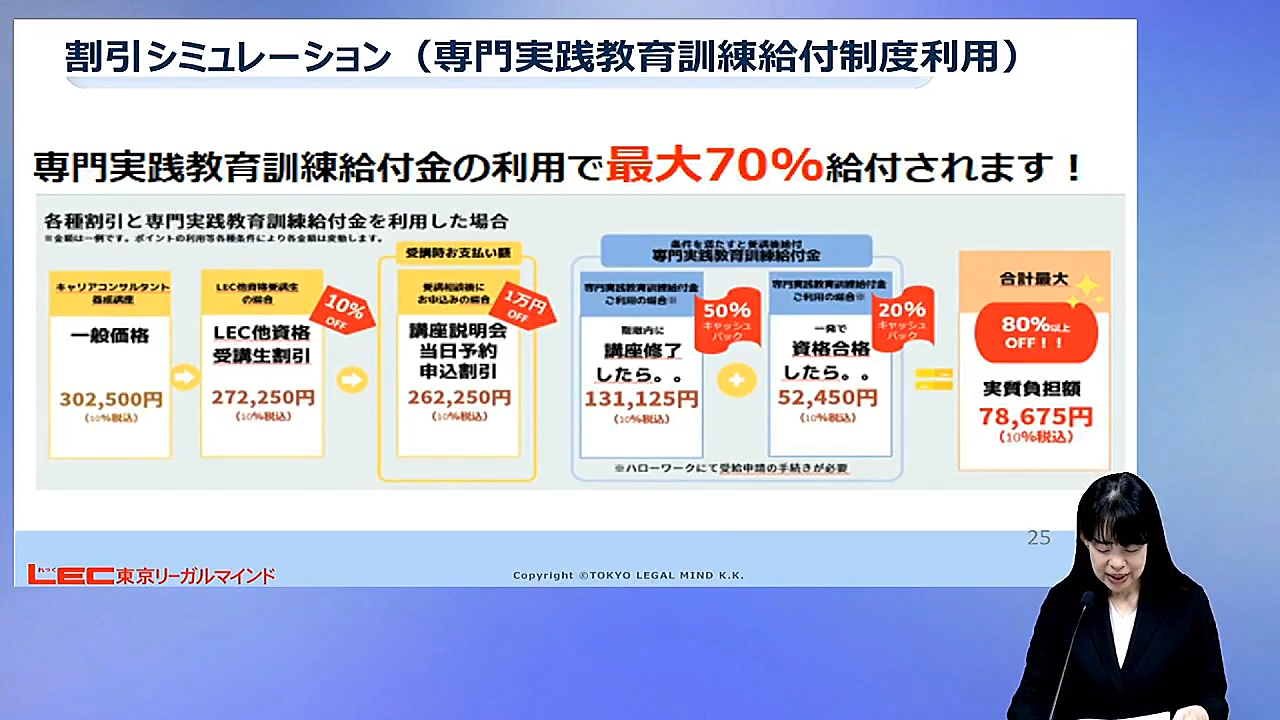 割引シミュレーション（専門実践教育訓練給付制度利用）
専門実践教育訓練給付金の利用で最大70%給付されます！
各種割引と専門実践教育訓練給付金を利用した場合
※金額は一例です。ポイントの利用等各種条件により各金額は変動します。
キャリアコンサルタント
養成講座
一般価格
302,500円
(10%税込)
LEC他資格受講生
の場合
10%
OFF
LEC他資格
受講生割引
272,250円
(10%税込)
受講時お支払い額
受講相談後に
お申込みの場合
1万円
OFF
講座説明会
当日予約
申込割引
262,250円
(10%税込)
条件を満たすと受講後給付
専門実践教育訓練給付金
専門実践教育訓練給付金
ご利用の場合※
50%
キャッシュ
バック
期限内に
講座修了
したら。。
131,125円
(10%税込)
専門実践教育訓練給付金
ご利用の場合※
20%
キャッシュ
バック
一発で
資格合格
したら。。
52,450円
(10%税込)
※ハローワークにて受給申請の手続きが必要
合計最大
80%以上
OFF！！
実質負担額
78,675円
(10%税込)
25
れっく
LEC東京リーガルマインド
Copyright ©TOKYO LEGAL MIND K.K.